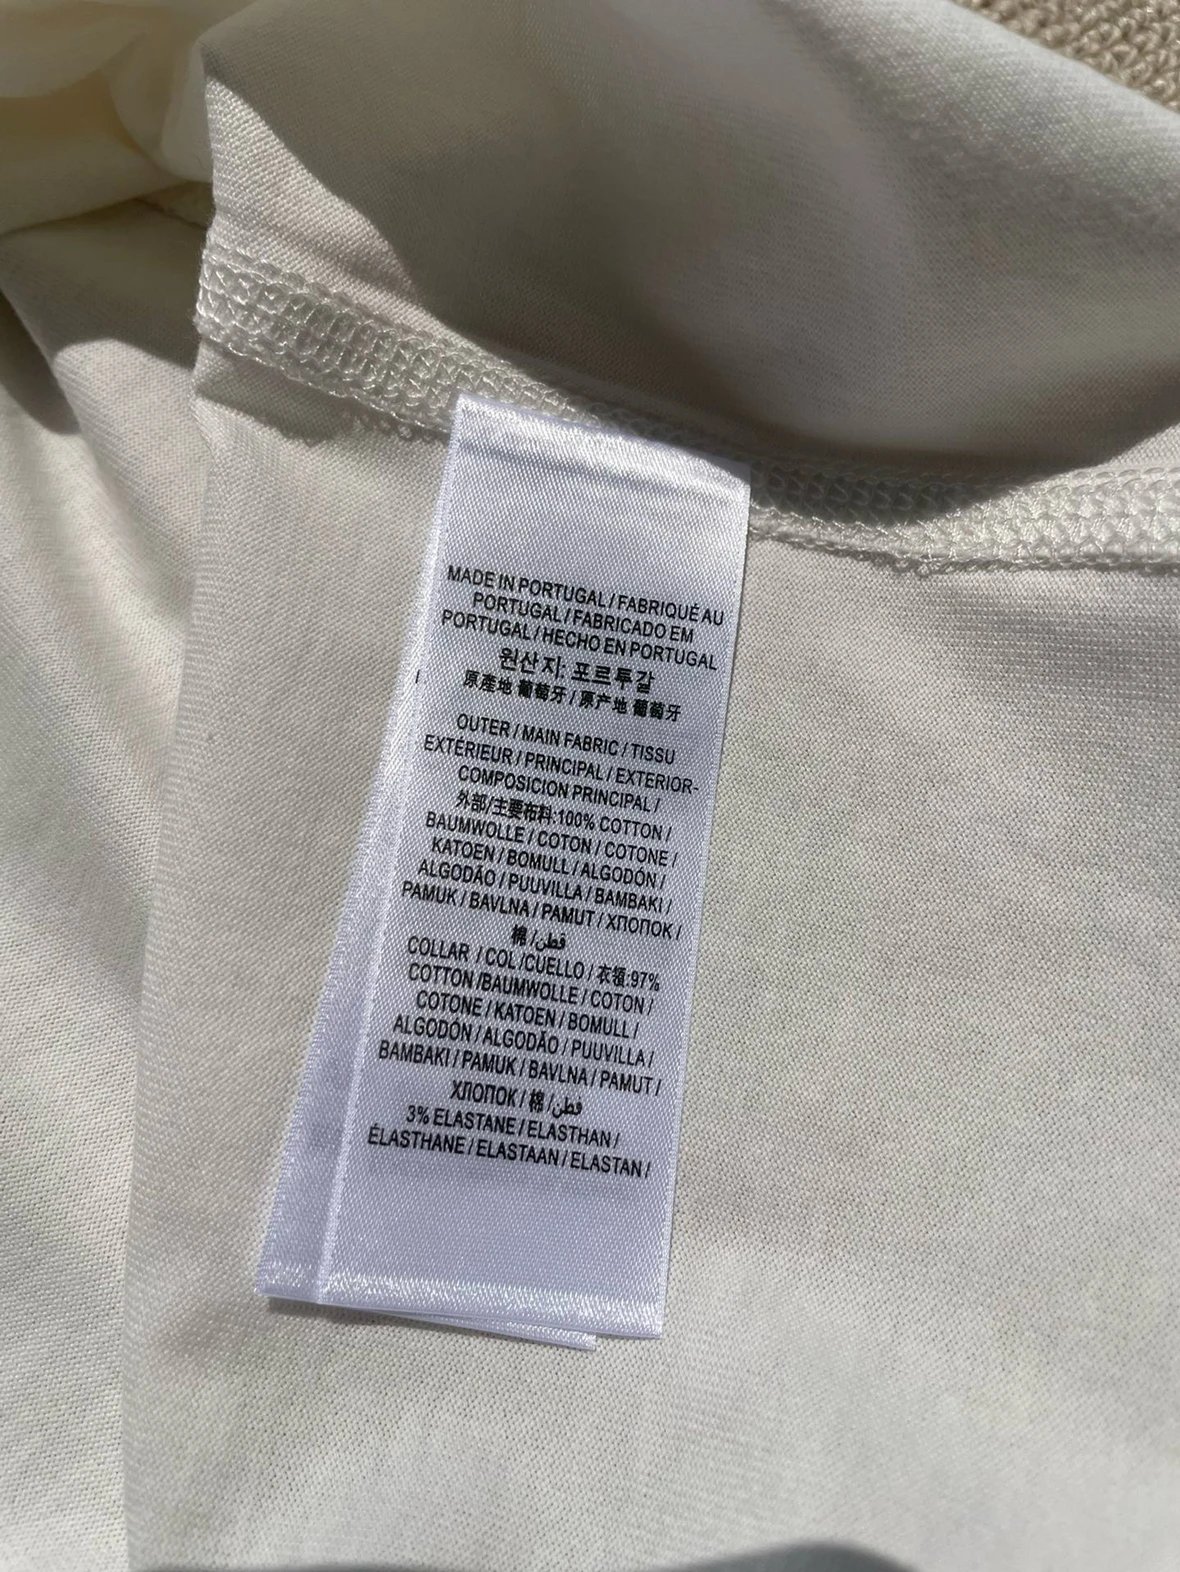 MADE IN PORTUGAL / FABRIQUÉ AU
PORTUGAL / FABRICADO EM
PORTUGAL / HECHO EN PORTUGAL
원산지: 포르투갈
原產地 葡萄牙 / 原产地 葡萄牙
OUTER / MAIN FABRIC / TISSU
EXTÉRIEUR / PRINCIPAL / EXTERIOR-
COMPOSICION PRINCIPAL /
外部/主要布料:100% COTTON /
BAUMWOLLE / COTON / COTONE /
KATOEN / BOMULL / ALGODÓN /
ALGODÃO / PUUVILLA / BAMBAKI /
PAMUK / BAVLNA / PAMUT / ХЛОПОК /
棉 /قطن
COLLAR / COL /CUELLO / 衣領:97%
COTTON /BAUMWOLLE / COTON /
COTONE / KATOEN / BOMULL /
ALGODÓN / ALGODÃO / PUUVILLA /
BAMBAKI / PAMUK / BAVLNA / PAMUT /
ХЛОПОК / 棉 /قطن
3% ELASTANE / ELASTHAN /
ÉLASTHANE / ELASTAAN / ELASTAN /